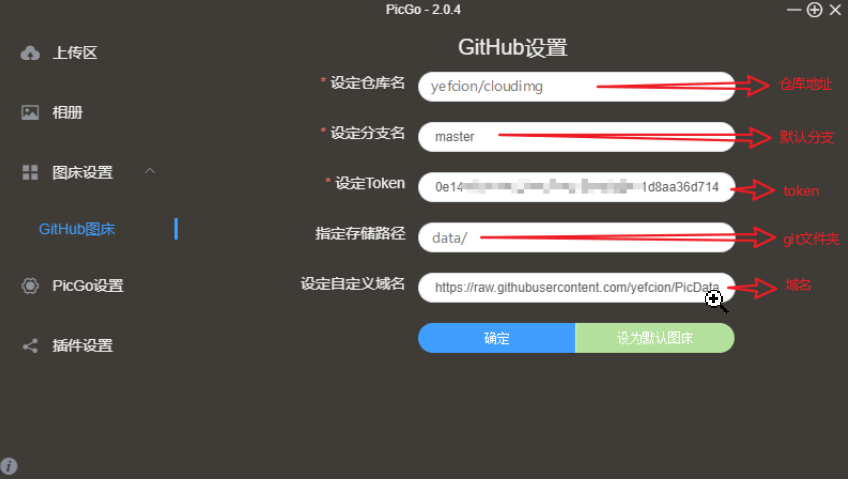 PicGo - 2.0.4
上传区
相册
图床设置
GitHub图床
PicGo设置
插件设置
GitHub设置
* 设定仓库名
yefcion/cloudimg
仓库地址
* 设定分支名
master
默认分支
* 设定Token
0e14
1d8aa36d714
token
指定存储路径
data/
git文件夹
设定自定义域名
https://raw.githubusercontent.com/yefcion/PicData
域名
确定
设为默认图床